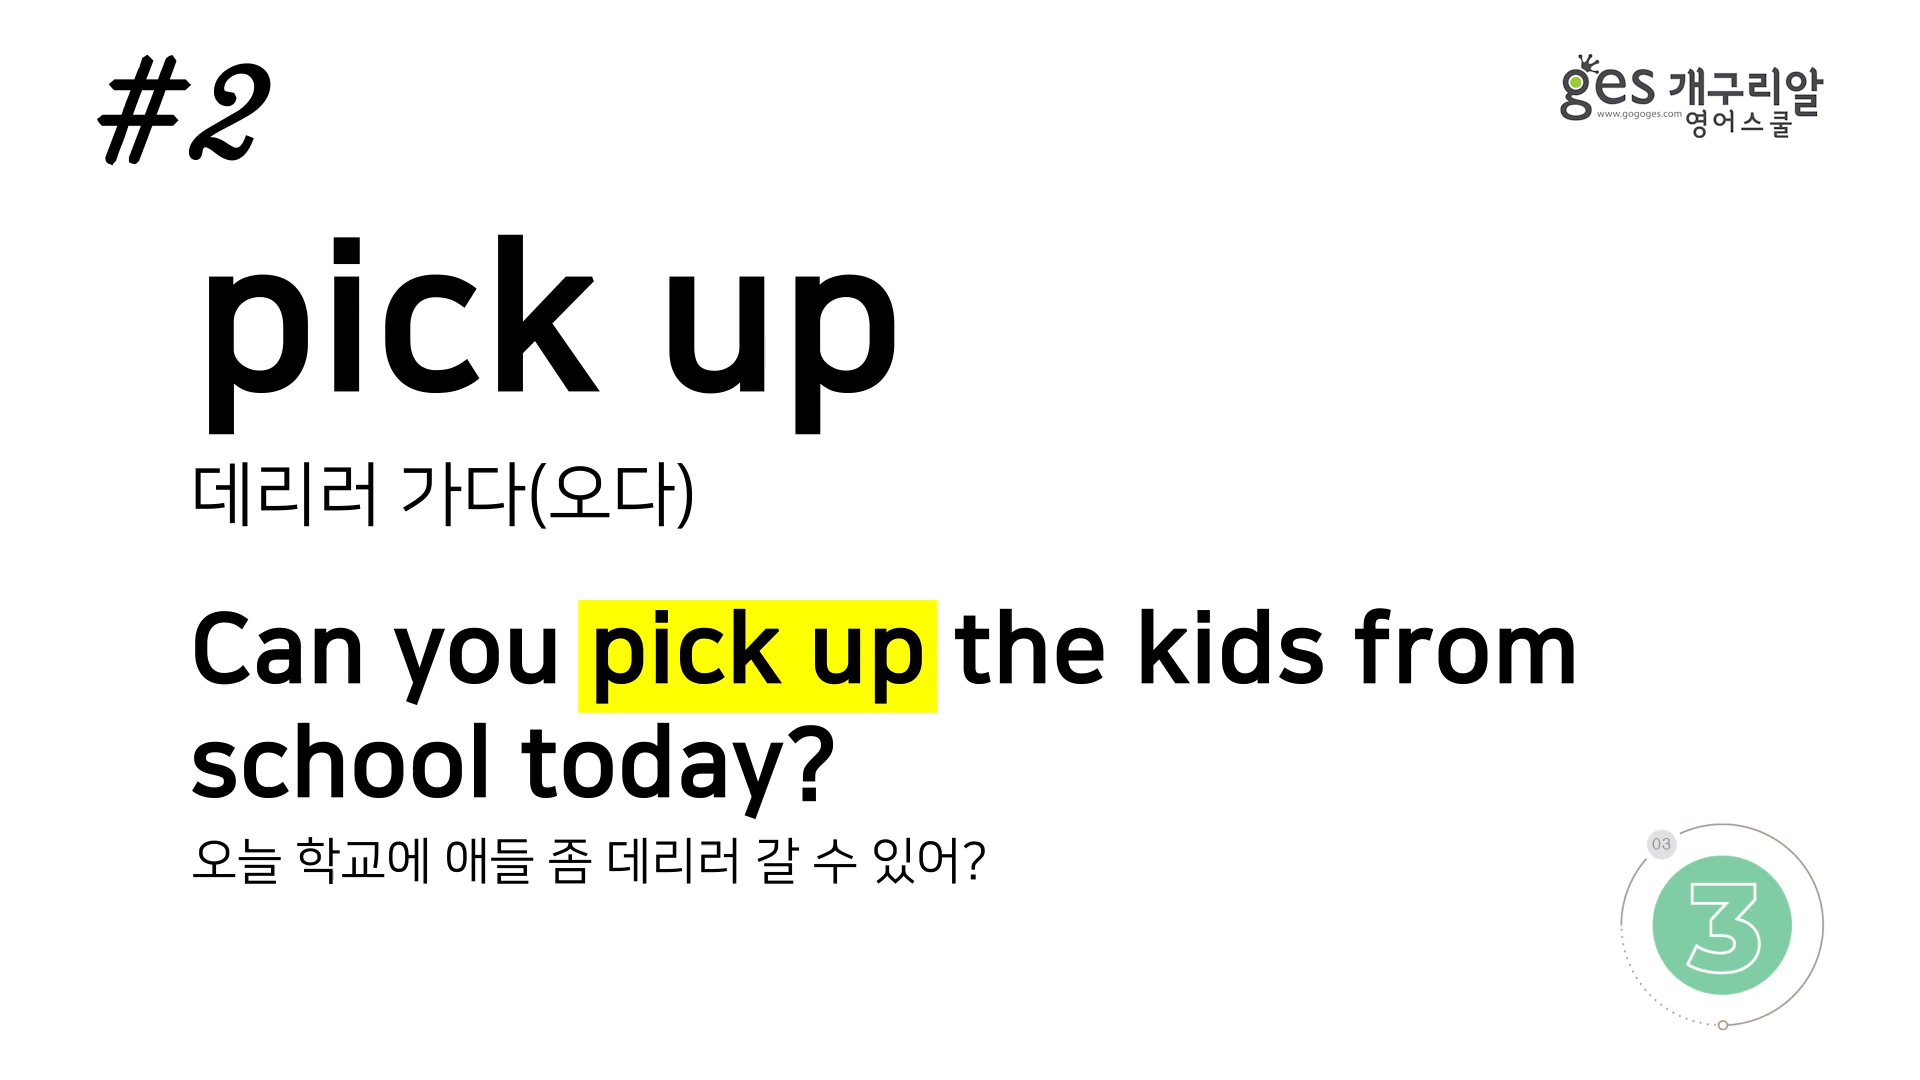 #2
ges 개구리알
www.gogoges.com 영어스쿨
pick up
데리러 가다(오다)
Can you pick up the kids from
school today?
오늘 학교에 애들 좀 데리러 갈 수 있어?
03
3